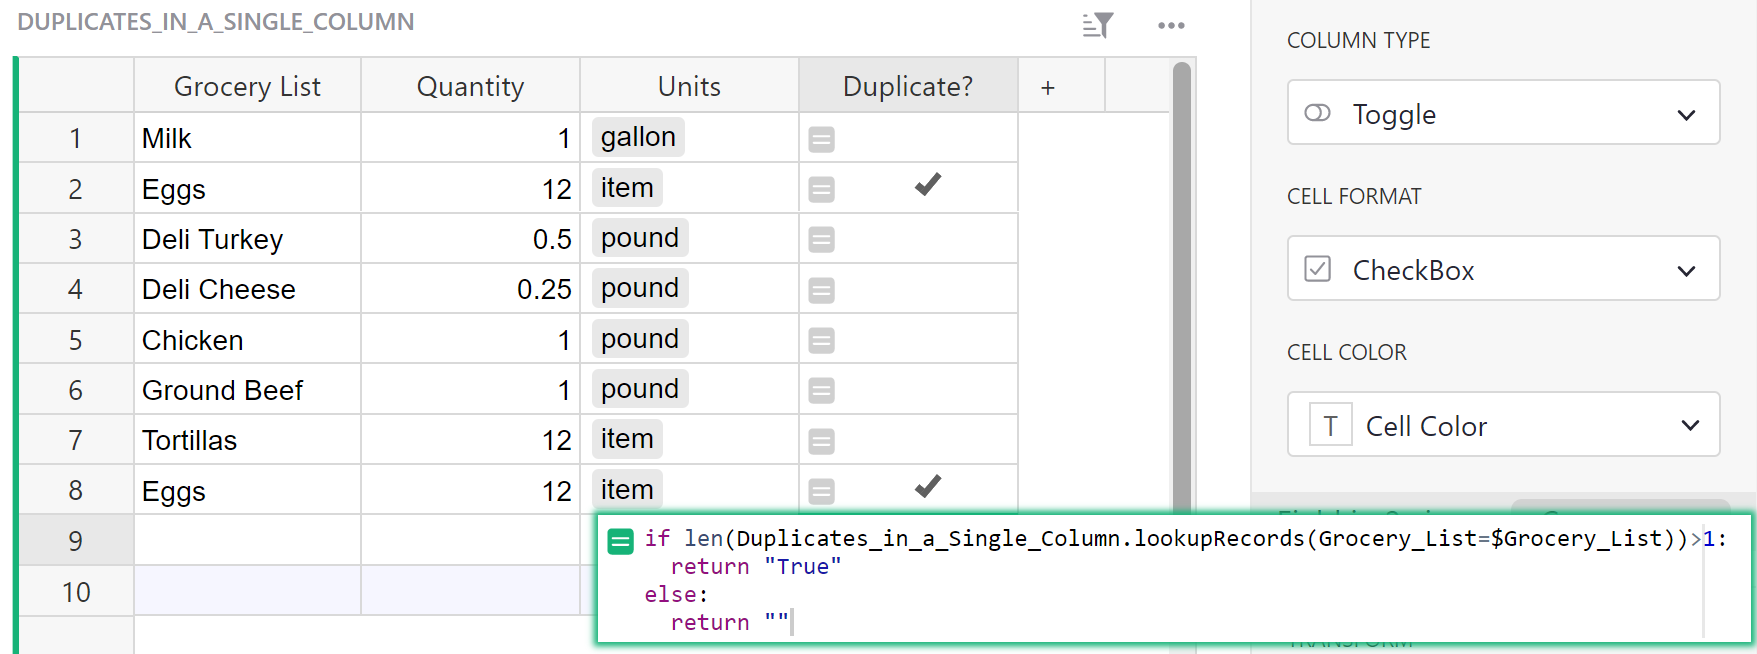 DUPLICATES_IN_A_SINGLE_COLUMN
Grocery List Quantity Units Duplicate? +
1 Milk 1 gallon
2 Eggs 12 item
3 Deli Turkey 0.5 pound
4 Deli Cheese 0.25 pound
5 Chicken 1 pound
6 Ground Beef 1 pound
7 Tortillas 12 item
8 Eggs 12 item
9
10
if len(Duplicates_in_a_Single_Column.lookupRecords(Grocery_List=$Grocery_List))>1:
return "True"
else:
return ""
COLUMN TYPE
Toggle
CELL FORMAT
CheckBox
CELL COLOR
T Cell Color
TRANSFORM